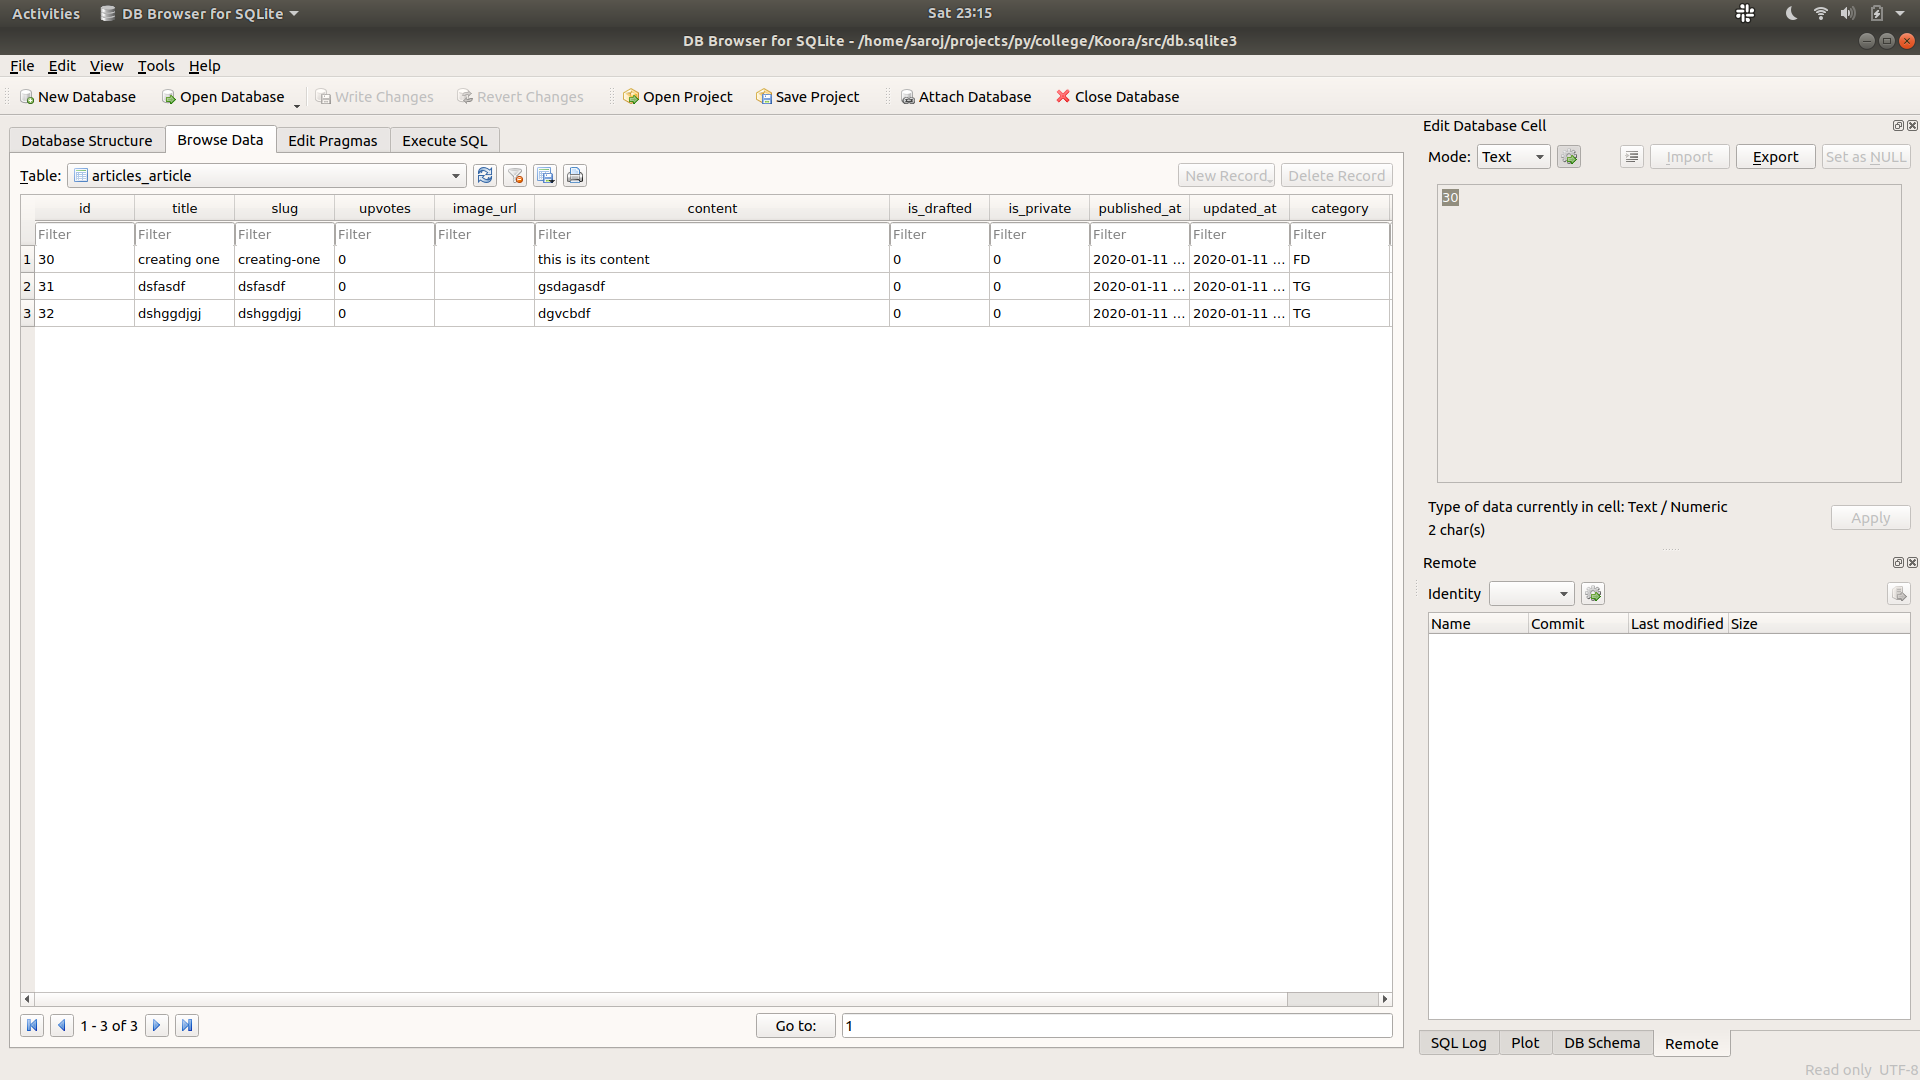 Activities DB Browser for SQLite Sat 23:15
DB Browser for SQLite - /home/saroj/projects/py/college/Koora/src/db.sqlite3
File Edit View Tools Help
New Database Open Database Write Changes Revert Changes Open Project Save Project Attach Database Close Database
Database Structure Browse Data Edit Pragmas Execute SQL
Table: articles_article New Record Delete Record
id title slug upvotes image_url content is_drafted is_private published_at updated_at category
Filter Filter Filter Filter Filter Filter Filter Filter Filter Filter Filter
1 30 creating one creating-one 0 this is its content 0 0 2020-01-11 ... 2020-01-11 ... FD
2 31 dsfasdf dsfasdf 0 gsdagasdf 0 0 2020-01-11 ... 2020-01-11 ... TG
3 32 dshggdjgj dshggdjgj 0 dgvcbdf 0 0 2020-01-11 ... 2020-01-11 ... TG
1 - 3 of 3 Go to: 1
Edit Database Cell
Mode: Text Import Export Set as NULL
30
Type of data currently in cell: Text / Numeric
2 char(s)
Apply
Remote
Identity
Name Commit Last modified Size
SQL Log Plot DB Schema Remote
Read only UTF-8